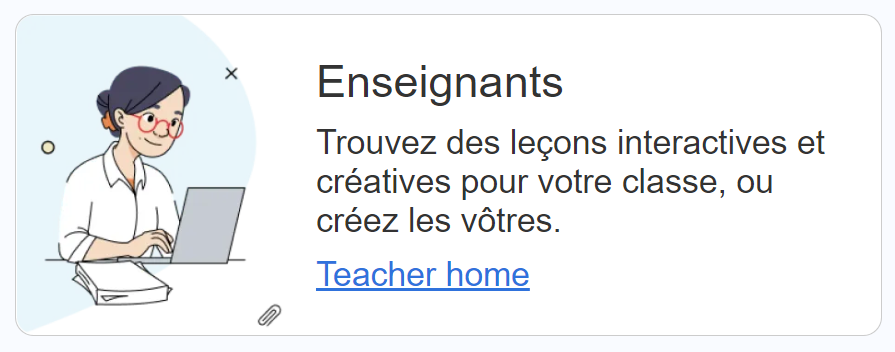 Enseignants
Trouvez des leçons interactives et
créatives pour votre classe, ou
créez les vôtres.
Teacher home